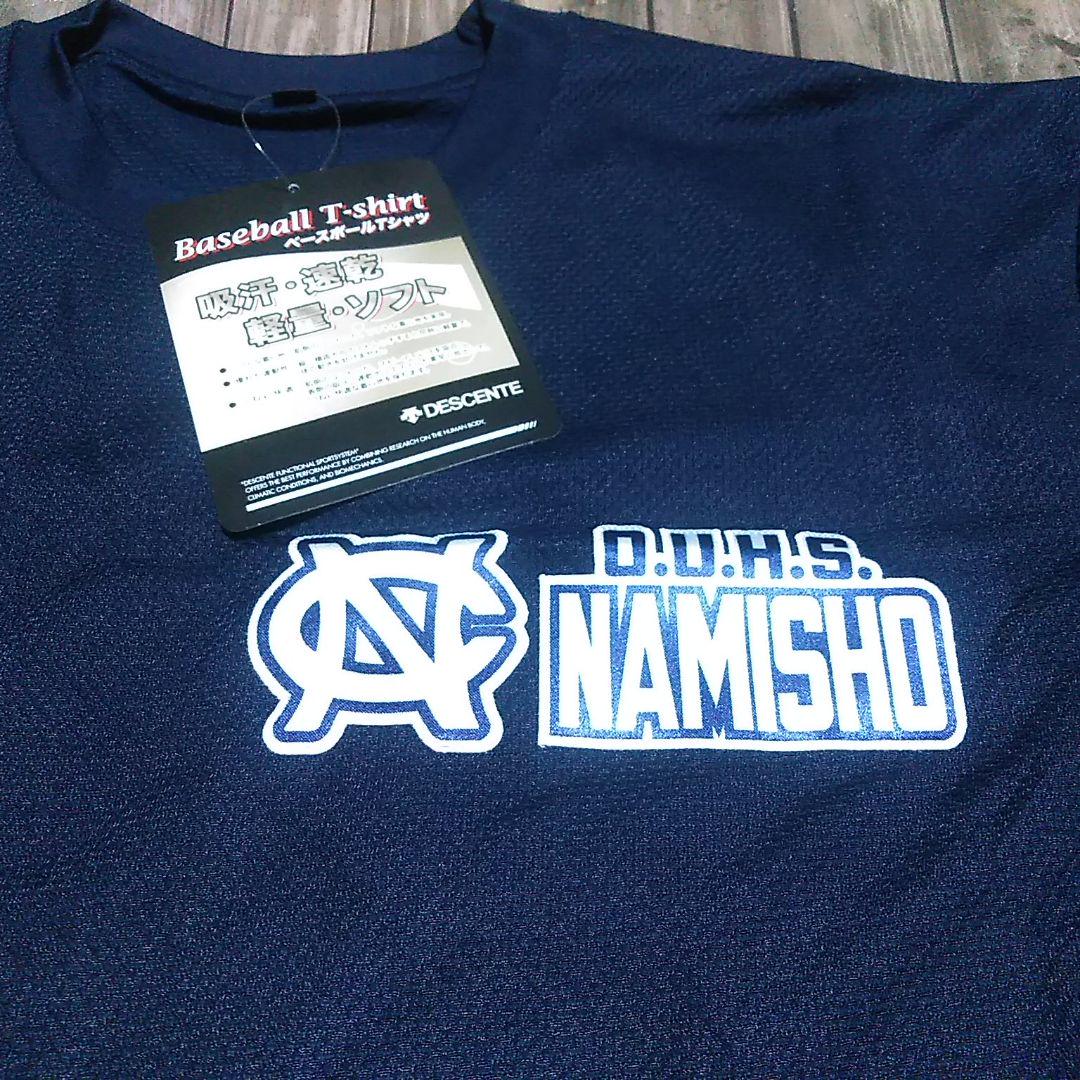 Baseball T-shirt
ベースボールTシャツ
吸汗・速乾
軽量・ソフト
DESCENTE
"DESCENTE FUNCTIONAL SPORTSYSTEM"
OFFERS THE BEST PERFORMANCE BY COMBINING RESEARCH ON THE HUMAN BODY,
CLIMATIC CONDITIONS, AND BIOMECHANICS.
NC
O.U.H.S.
NAMISHO